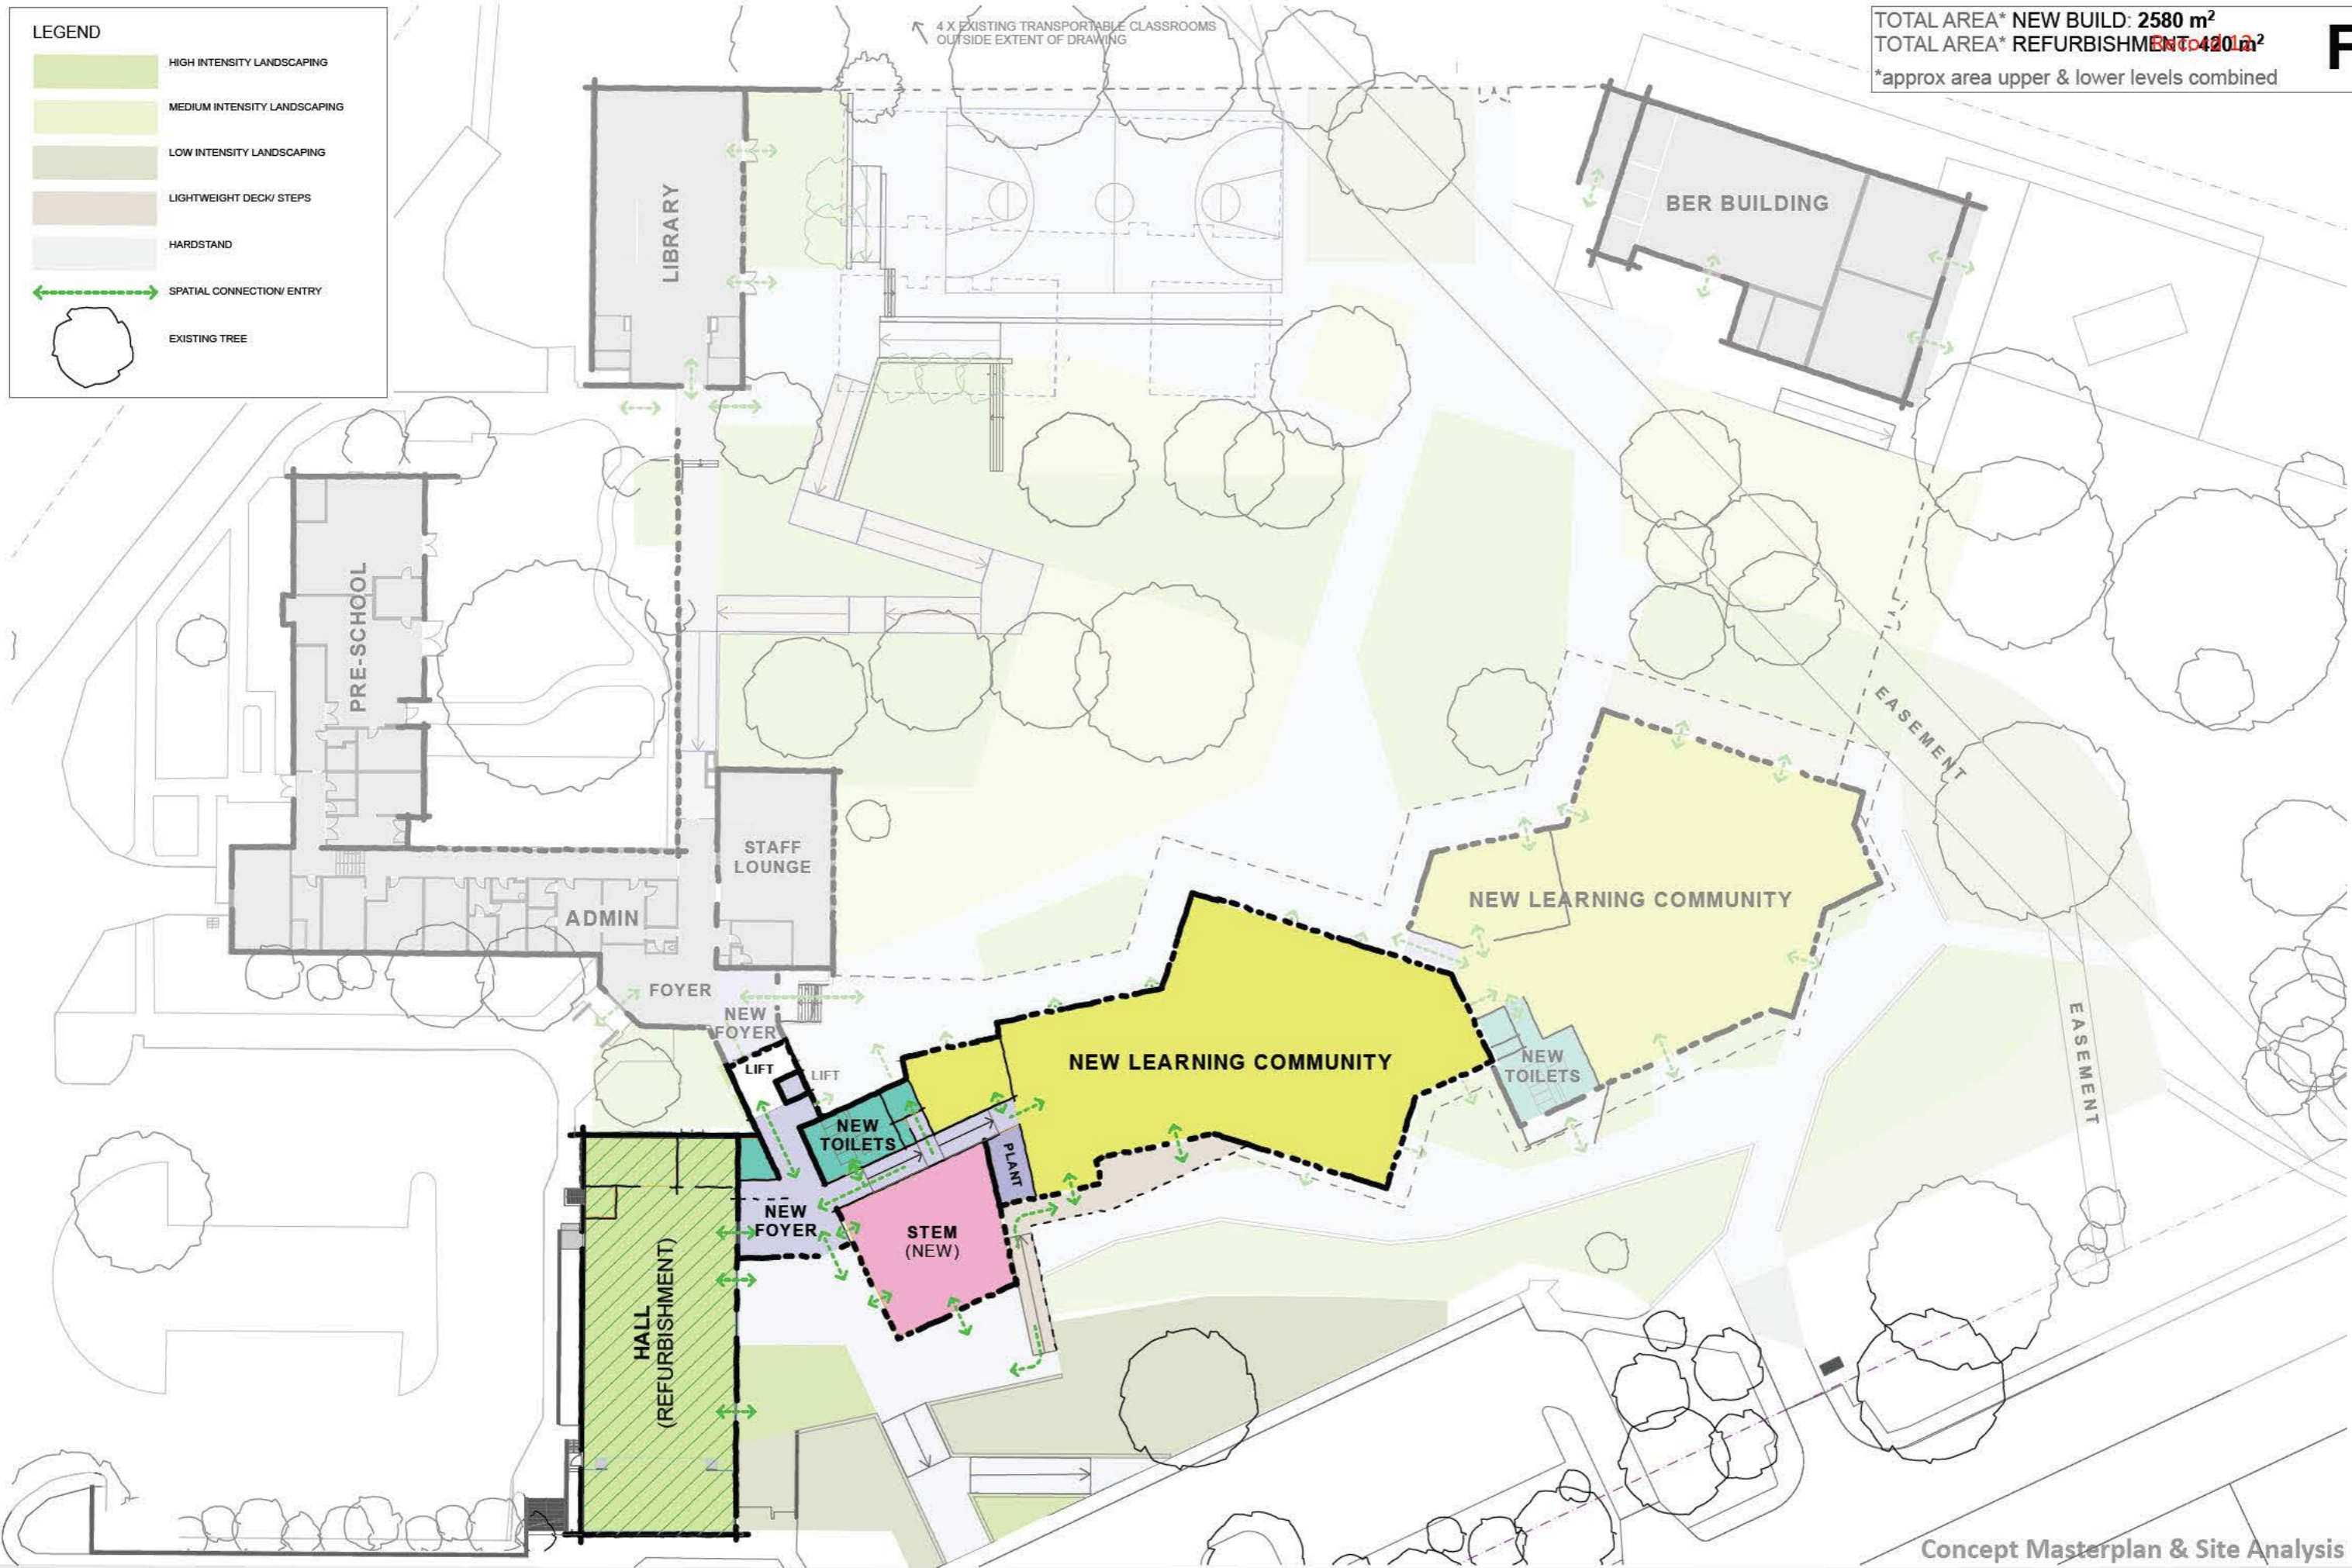 LEGEND
HIGH INTENSITY LANDSCAPING
MEDIUM INTENSITY LANDSCAPING
LOW INTENSITY LANDSCAPING
LIGHTWEIGHT DECK/ STEPS
HARDSTAND
SPATIAL CONNECTION/ ENTRY
EXISTING TREE
4 X EXISTING TRANSPORTABLE CLASSROOMS
OUTSIDE EXTENT OF DRAWING
TOTAL AREA* NEW BUILD: 2580 m²
TOTAL AREA* REFURBISHMENT: 420 m²
Record 12
*approx area upper & lower levels combined
F
LIBRARY
BER BUILDING
PRE-SCHOOL
EASEMENT
STAFF
LOUNGE
ADMIN
NEW LEARNING COMMUNITY
FOYER
NEW
FOYER
EASEMENT
NEW LEARNING COMMUNITY
LIFT
LIFT
NEW
TOILETS
NEW
TOILETS
PLANT
NEW
FOYER
STEM
(NEW)
HALL
(REFURBISHMENT)
Concept Masterplan & Site Analysis